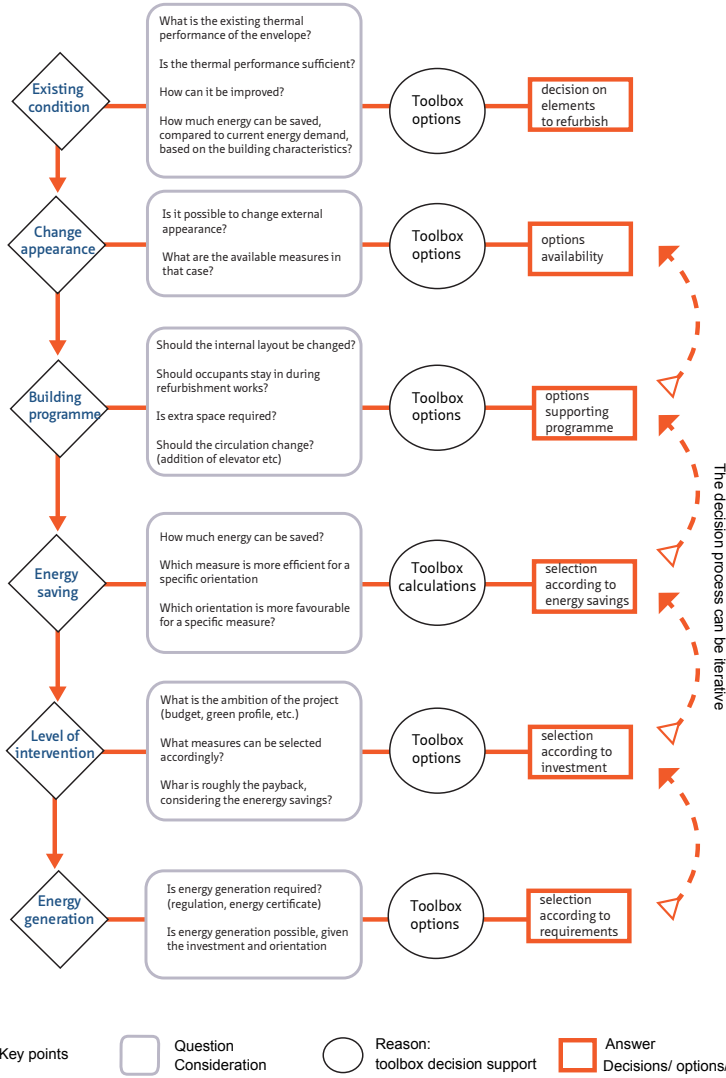 Existing
condition
What is the existing thermal
performance of the envelope?
Is the thermal performance sufficient?
How can it be improved?
How much energy can be saved,
compared to current energy demand,
based on the building characteristics?
Toolbox
options
decision on
elements
to refurbish
Change
appearance
Is it possible to change external
appearance?
What are the available measures in
that case?
Toolbox
options
options
availability
Building
programme
Should the internal layout be changed?
Should occupants stay in during
refurbishment works?
Is extra space required?
Should the circulation change?
(addition of elevator etc)
Toolbox
options
options
supporting
programme
Energy
saving
How much energy can be saved?
Which measure is more efficient for a
specific orientation
Which orientation is more favourable
for a specific measure?
Toolbox
calculations
selection
according to
energy savings
Level of
intervention
What is the ambition of the project
(budget, green profile, etc.)
What measures can be selected
accordingly?
Whar is roughly the payback,
considering the enerergy savings?
Toolbox
options
selection
according to
investment
Energy
generation
Is energy generation required?
(regulation, energy certificate)
Is energy generation possible, given
the investment and orientation
Toolbox
options
selection
according to
requirements
The decision process can be iterative
Key points
Question
Consideration
Reason:
toolbox decision support
Answer
Decisions/ options/